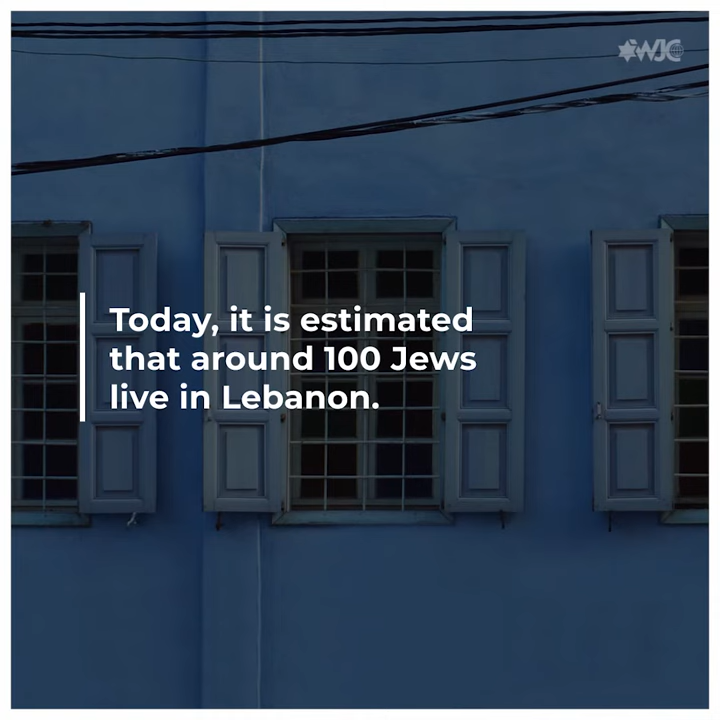 WJC
Today, it is estimated
that around 100 Jews
live in Lebanon.